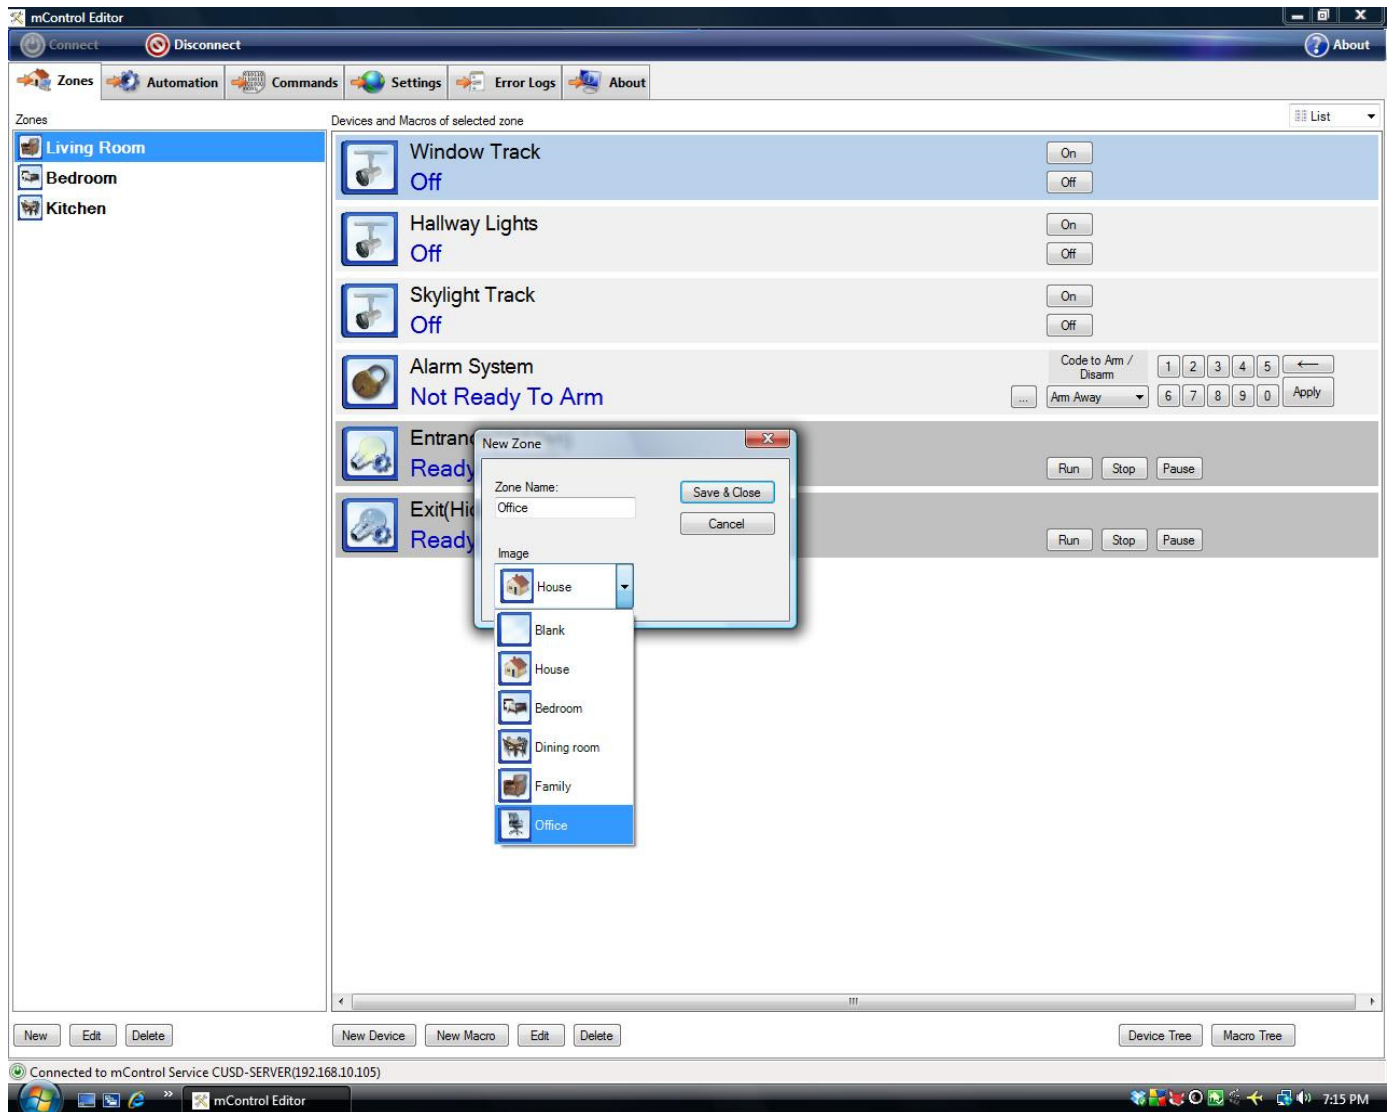 mControl Editor
Connect Disconnect About
Zones Automation Commands Settings Error Logs About
Zones
Devices and Macros of selected zone
List
Living Room
Bedroom
Kitchen
Window Track
Off
On
Off
Hallway Lights
Off
On
Off
Skylight Track
Off
On
Off
Alarm System
Not Ready To Arm
Code to Arm /
Disarm
1 2 3 4 5
... Arm Away 6 7 8 9 0 Apply
Ready
Run Stop Pause
Ready
Run Stop Pause
New Zone
Zone Name:
Office
Save & Close
Cancel
Image
House
Blank
House
Bedroom
Dining room
Family
Office
New Edit Delete
New Device New Macro Edit Delete
Device Tree Macro Tree
Connected to mControl Service CUSD-SERVER(192.168.10.105)
mControl Editor
7:15 PM